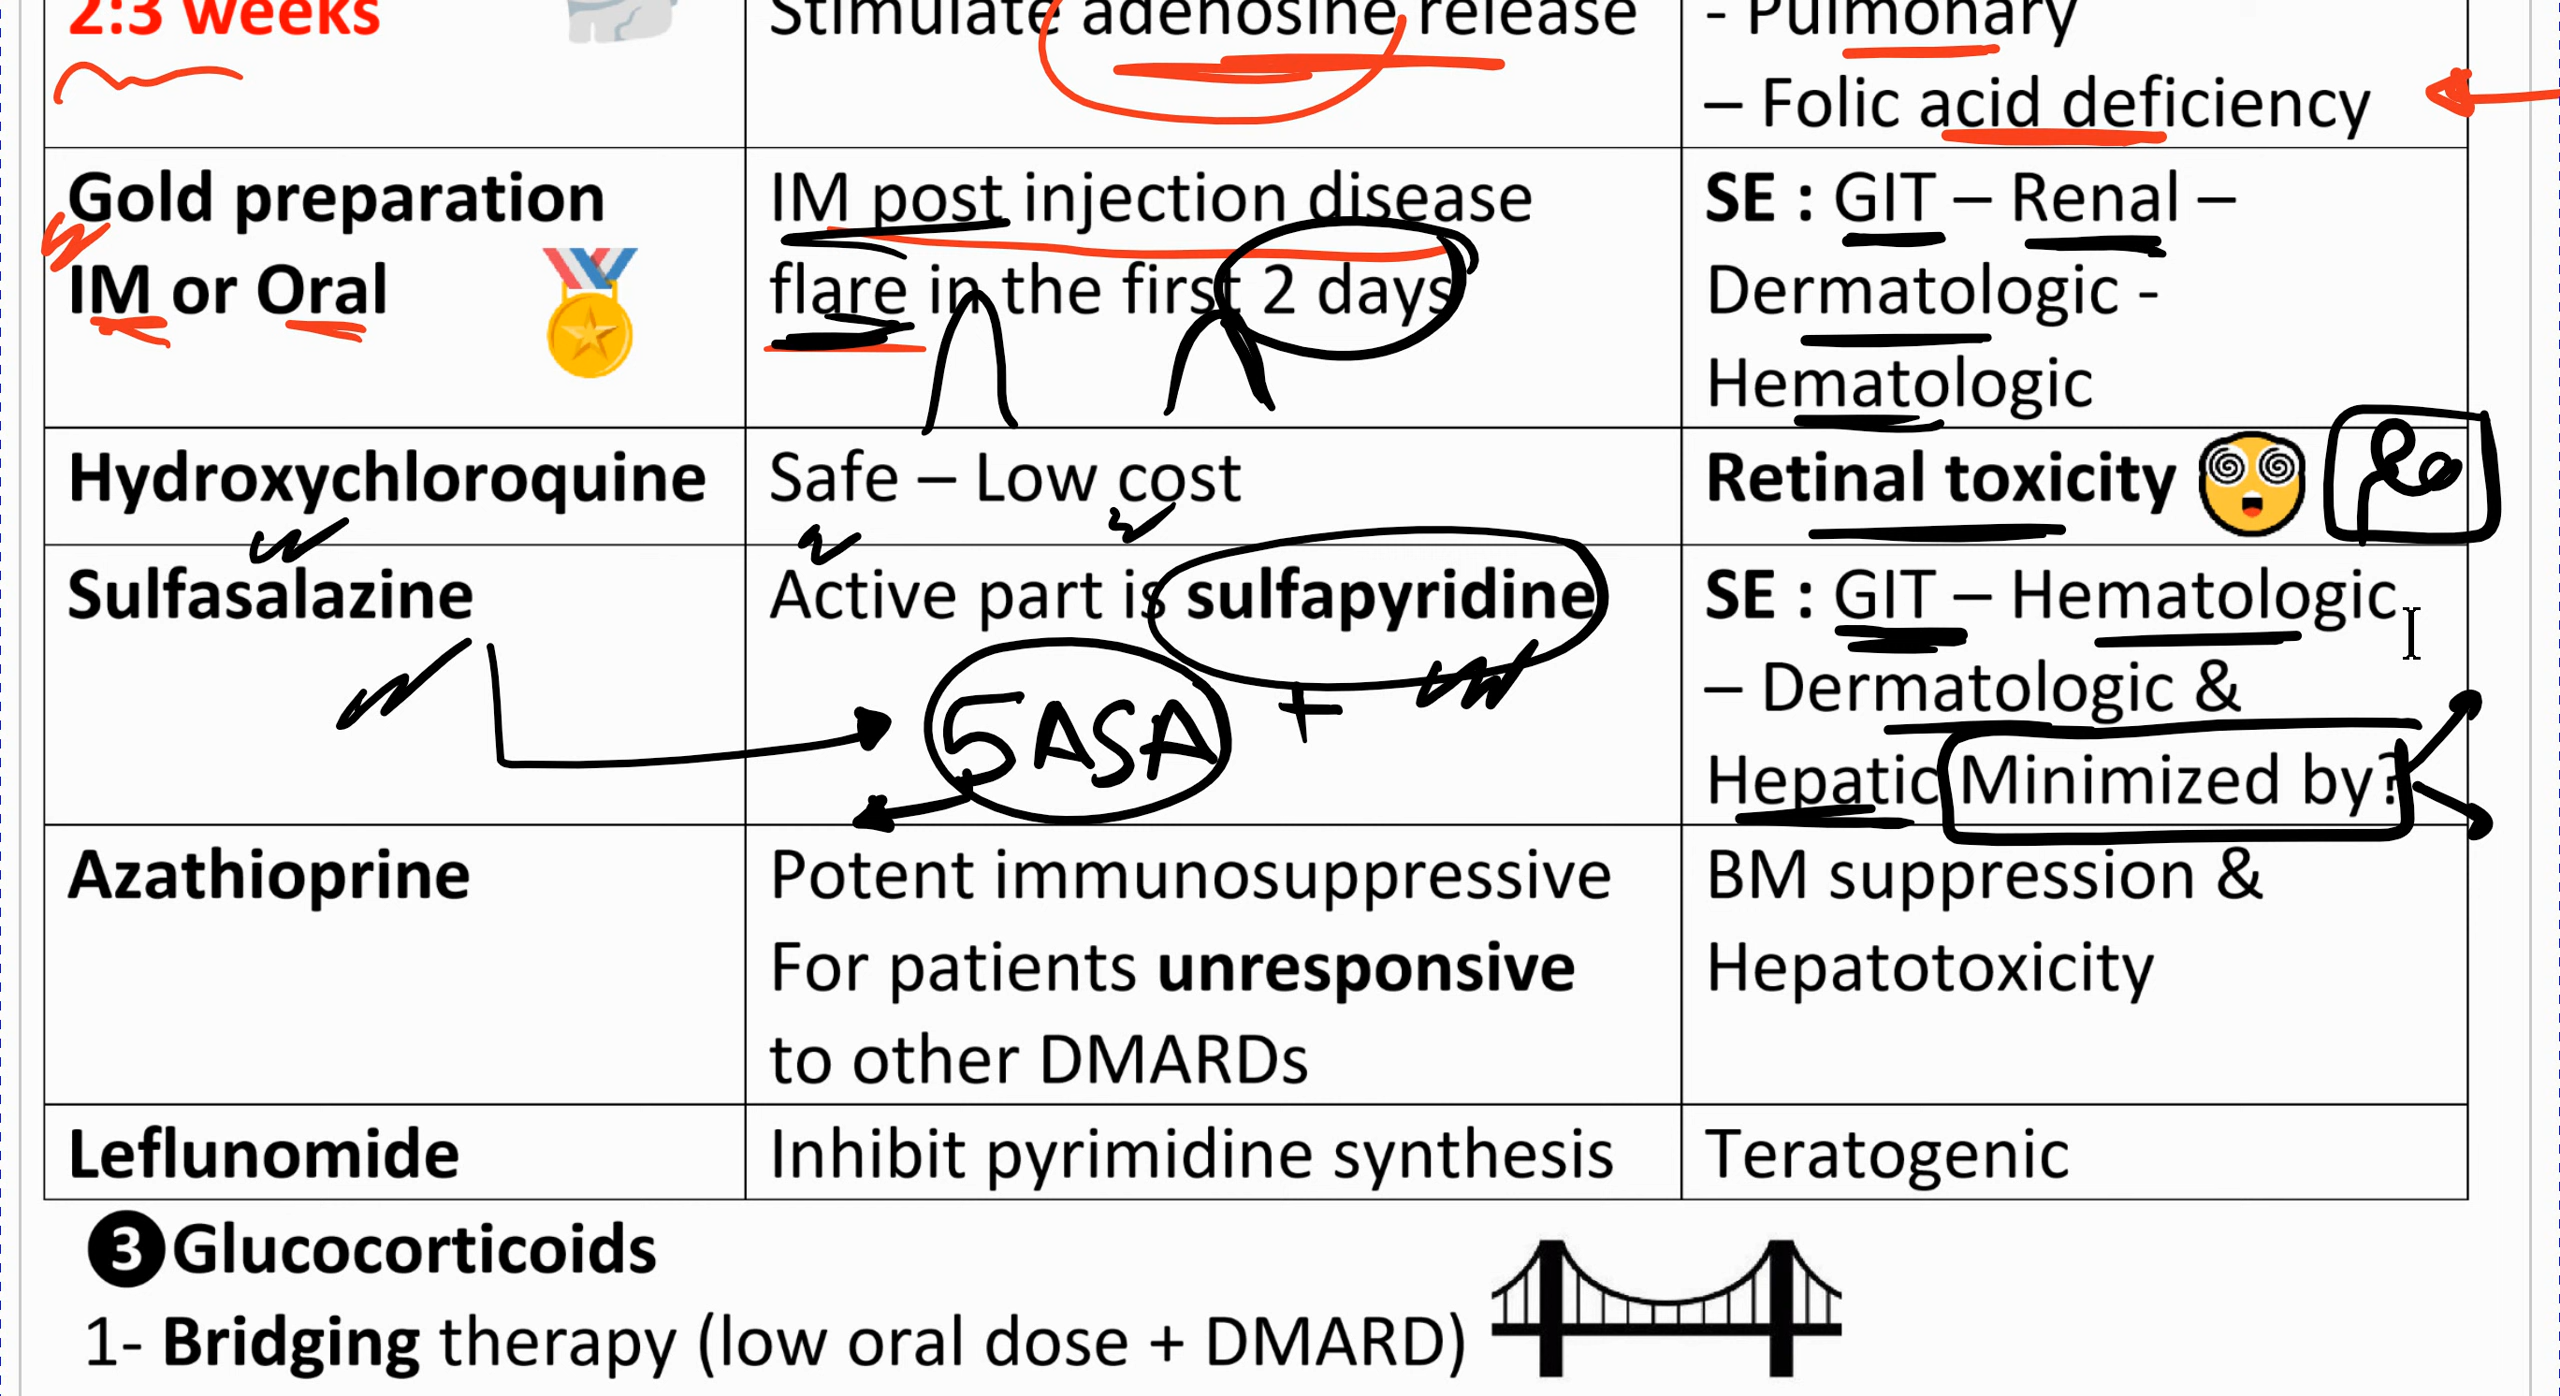 2:3 weeks
Stimulate adenosine release
- Pulmonary
– Folic acid deficiency
Gold preparation
IM or Oral
IM post injection disease
flare in the first 2 days
SE : GIT – Renal –
Dermatologic -
Hematologic
Hydroxychloroquine
Safe – Low cost
Retinal toxicity
Sulfasalazine
Active part is sulfapyridine
5ASA +
SE : GIT – Hematologic
– Dermatologic &
Hepatic Minimized by?
Azathioprine
Potent immunosuppressive
For patients unresponsive
to other DMARDs
BM suppression &
Hepatotoxicity
Leflunomide
Inhibit pyrimidine synthesis
Teratogenic
3 Glucocorticoids
1- Bridging therapy (low oral dose + DMARD)